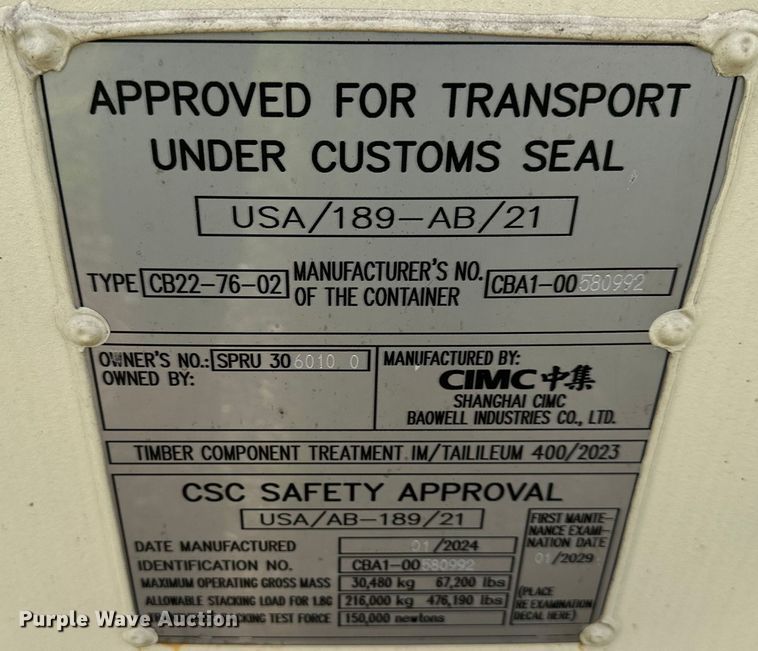 APPROVED FOR TRANSPORT
UNDER CUSTOMS SEAL
USA/189-AB/21
TYPE CB22-76-02 MANUFACTURER'S NO. OF THE CONTAINER CBA1-00580992
OWNER'S NO.: SPRU 306010 0
OWNED BY:
MANUFACTURED BY:
CIMC 中集
SHANGHAI CIMC
BAOWELL INDUSTRIES CO., LTD.
TIMBER COMPONENT TREATMENT IM/TAILILEUM 400/2023
CSC SAFETY APPROVAL
USA/AB-189/21
DATE MANUFACTURED 01/2024
IDENTIFICATION NO. CBA1-00580992
MAXIMUM OPERATING GROSS MASS 30,480 kg 67,200 lbs
ALLOWABLE STACKING LOAD FOR 1.8G 216,000 kg 476,190 lbs
TEST FORCE 150,000 newtons
FIRST MAINTE-
NANCE EXAMI-
NATION DATE
01/2029
(PLACE
RE EXAMINATION
DECAL HERE)
Purple Wave Auction